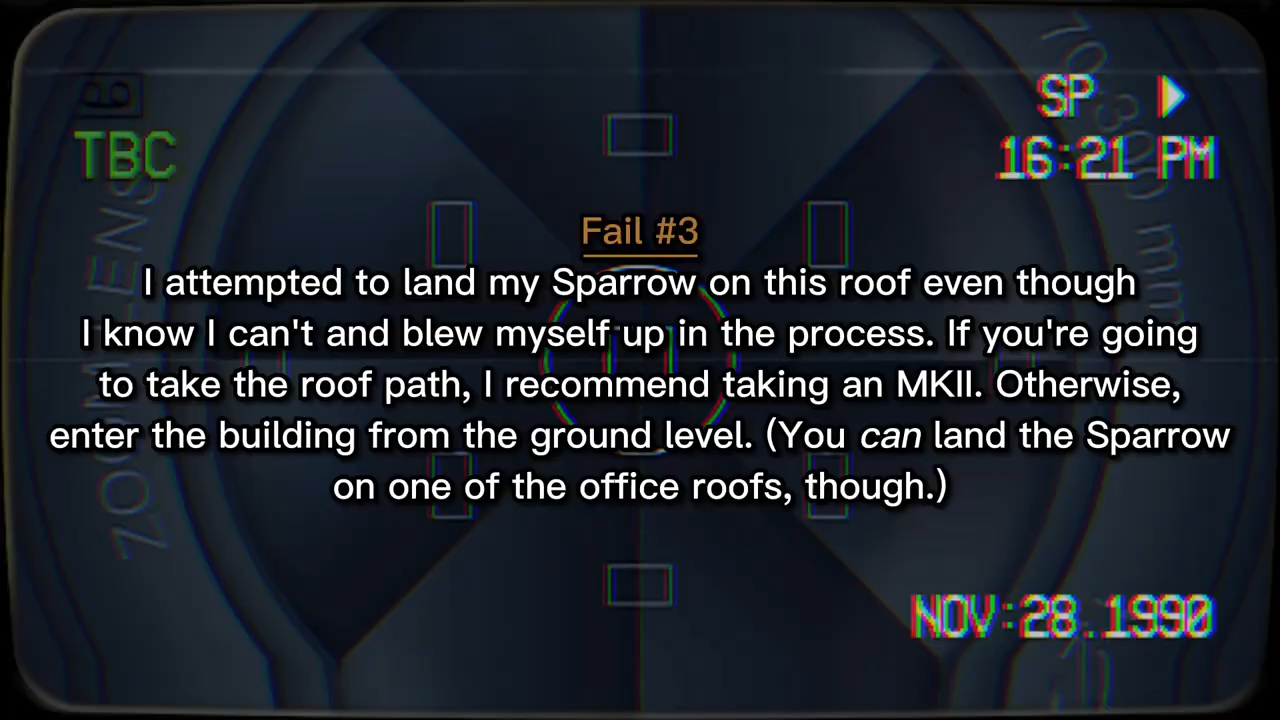 TBC
SP
16:21 PM
Fail #3
I attempted to land my Sparrow on this roof even though
I know I can't and blew myself up in the process. If you're going
to take the roof path, I recommend taking an MKII. Otherwise,
enter the building from the ground level. (You can land the Sparrow
on one of the office roofs, though.)
NOV:28.1990
ZOOM LENS